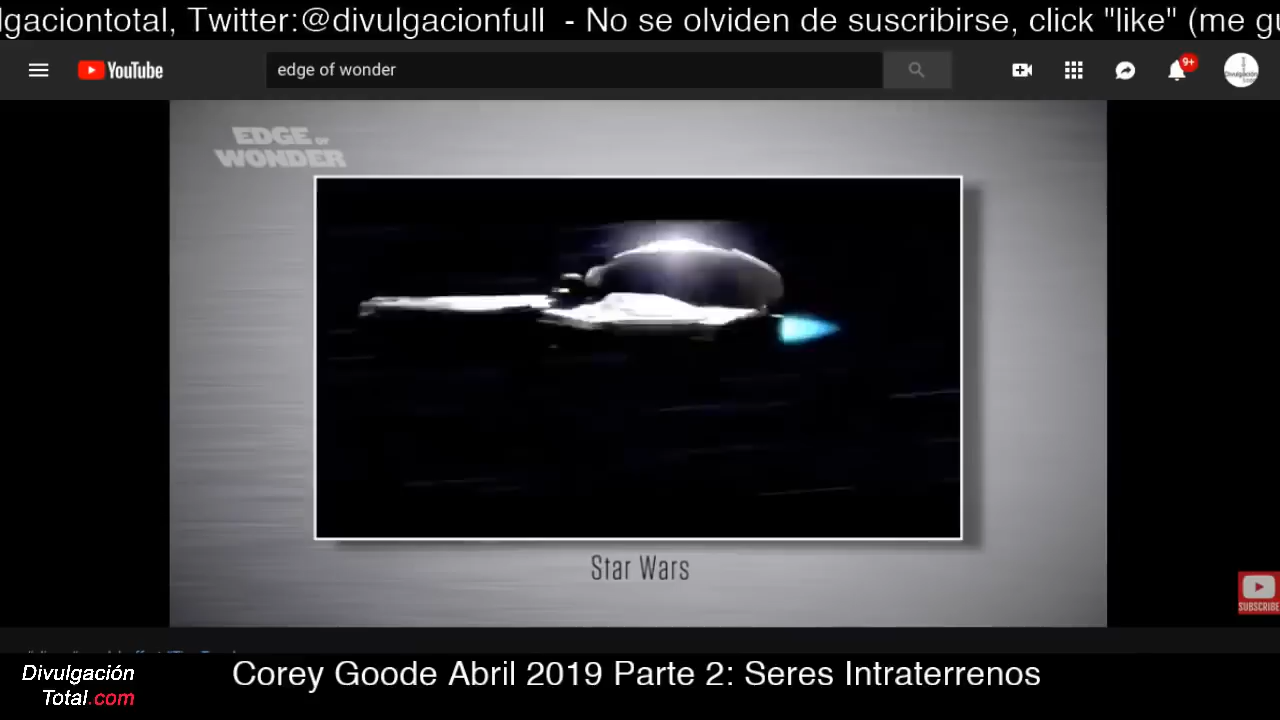 lgaciontotal, Twitter:@divulgacionfull - No se olviden de suscribirse, click "like" (me gu
YouTube
edge of wonder
9+
EDGE OF
WONDER
Star Wars
SUBSCRIBE
Divulgación
Total.com
Corey Goode Abril 2019 Parte 2: Seres Intraterrenos